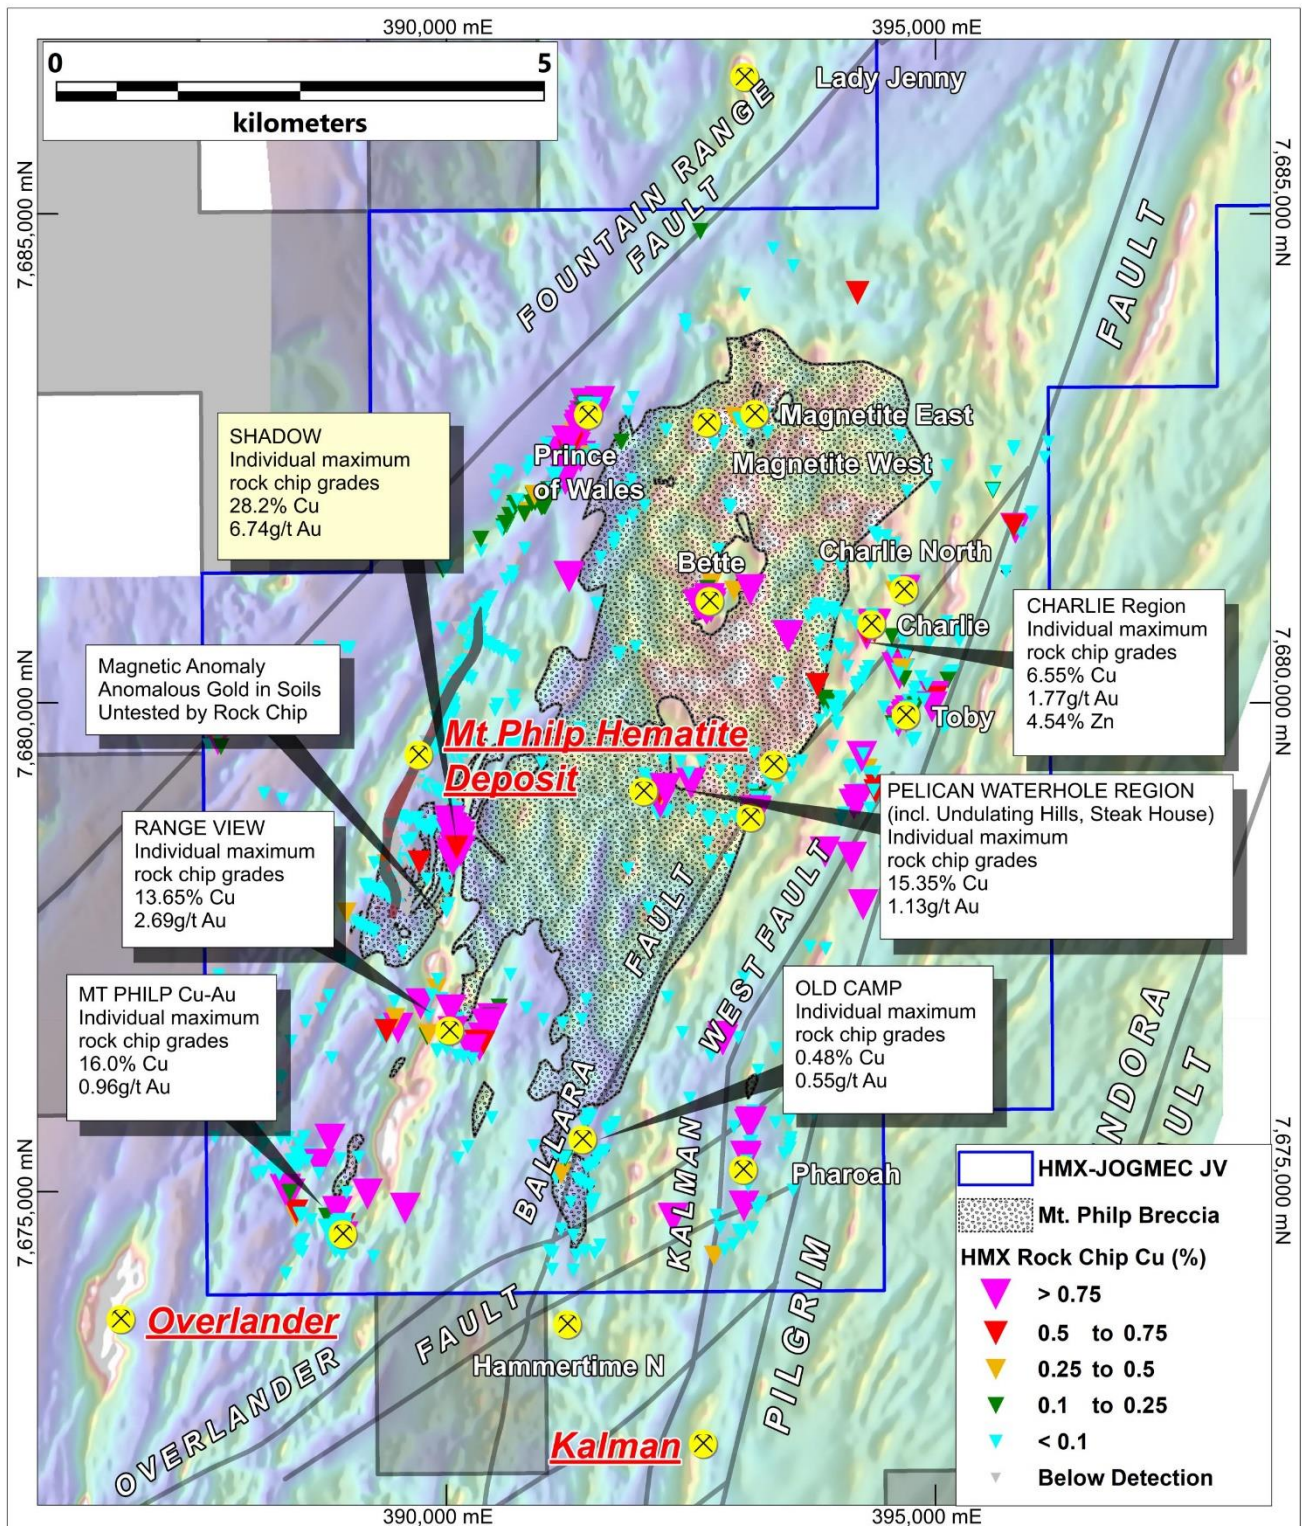 390,000 mE
395,000 mE
0
5
kilometers
Lady Jenny
7,685,000 mN
7,685,000 mN
FOUNTAIN RANGE
FAULT
FAULT
SHADOW
Individual maximum
rock chip grades
28.2% Cu
6.74g/t Au
Magnetite East
Prince
of Wales
Magnetite West
Bette
Charlie North
Charlie
CHARLIE Region
Individual maximum
rock chip grades
6.55% Cu
1.77g/t Au
4.54% Zn
Magnetic Anomaly
Anomalous Gold in Soils
Untested by Rock Chip
7,680,000 mN
7,680,000 mN
Toby
Mt Philp Hematite
Deposit
PELICAN WATERHOLE REGION
(incl. Undulating Hills, Steak House)
Individual maximum
rock chip grades
15.35% Cu
1.13g/t Au
RANGE VIEW
Individual maximum
rock chip grades
13.65% Cu
2.69g/t Au
MT PHILP Cu-Au
Individual maximum
rock chip grades
16.0% Cu
0.96g/t Au
OLD CAMP
Individual maximum
rock chip grades
0.48% Cu
0.55g/t Au
BALLARA
FAULT
KALMAN
WEST FAULT
Pharoah
PILGRIM
NDORA
ULT
7,675,000 mN
7,675,000 mN
HMX-JOGMEC JV
Mt. Philp Breccia
HMX Rock Chip Cu (%)
> 0.75
0.5 to 0.75
0.25 to 0.5
0.1 to 0.25
< 0.1
Below Detection
Overlander
OVERLANDER
FAULT
Hammertime N
Kalman
390,000 mE
395,000 mE